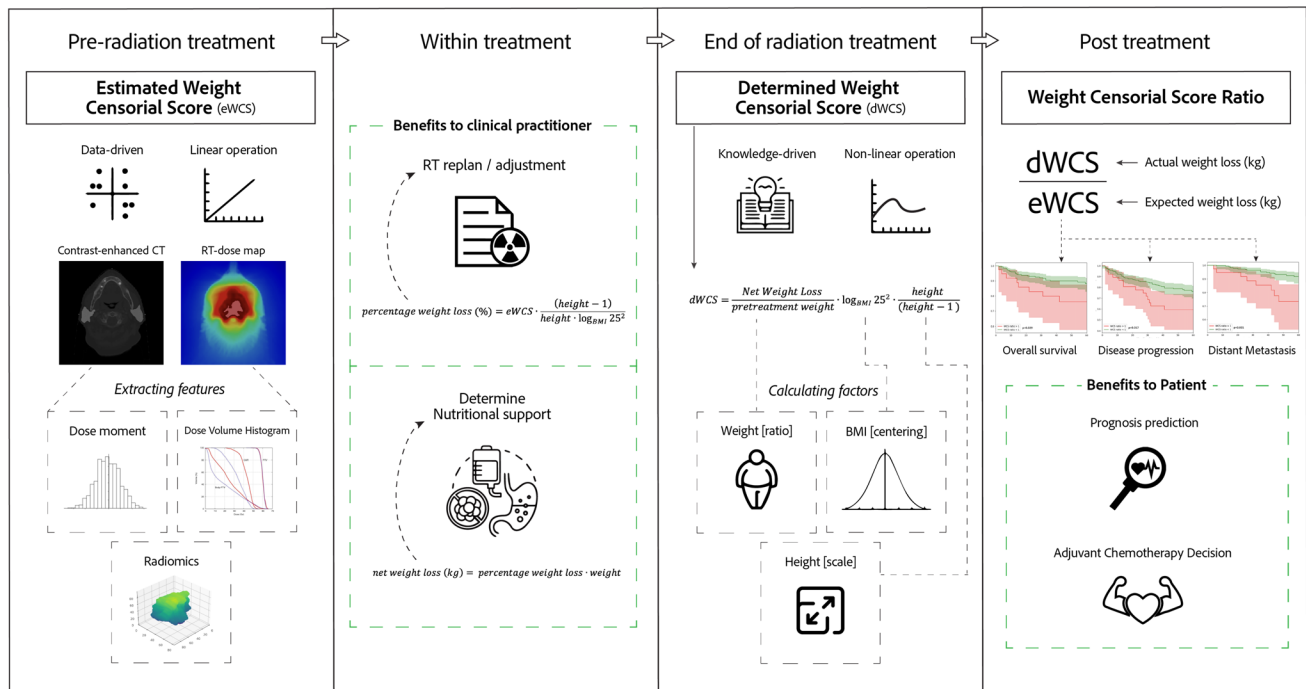 Pre-radiation treatment
Estimated Weight
Censorial Score (eWCS)
Data-driven
Linear operation
Contrast-enhanced CT
RT-dose map
Extracting features
Dose moment
Dose Volume Histogram
Radiomics
Within treatment
Benefits to clinical practitioner
RT replan / adjustment
percentage weight loss (%) = eWCS · (height − 1) / height · log_BMI 25²
Determine
Nutritional support
net weight loss (kg) = percentage weight loss · weight
End of radiation treatment
Determined Weight
Censorial Score (dWCS)
Knowledge-driven
Non-linear operation
dWCS = Net Weight Loss / pretreatment weight · log_BMI 25² · height / (height − 1)
Calculating factors
Weight [ratio]
BMI [centering]
Height [scale]
Post treatment
Weight Censorial Score Ratio
dWCS
Actual weight loss (kg)
eWCS
Expected weight loss (kg)
Overall survival
Disease progression
Distant Metastasis
Benefits to Patient
Prognosis prediction
Adjuvant Chemotherapy Decision